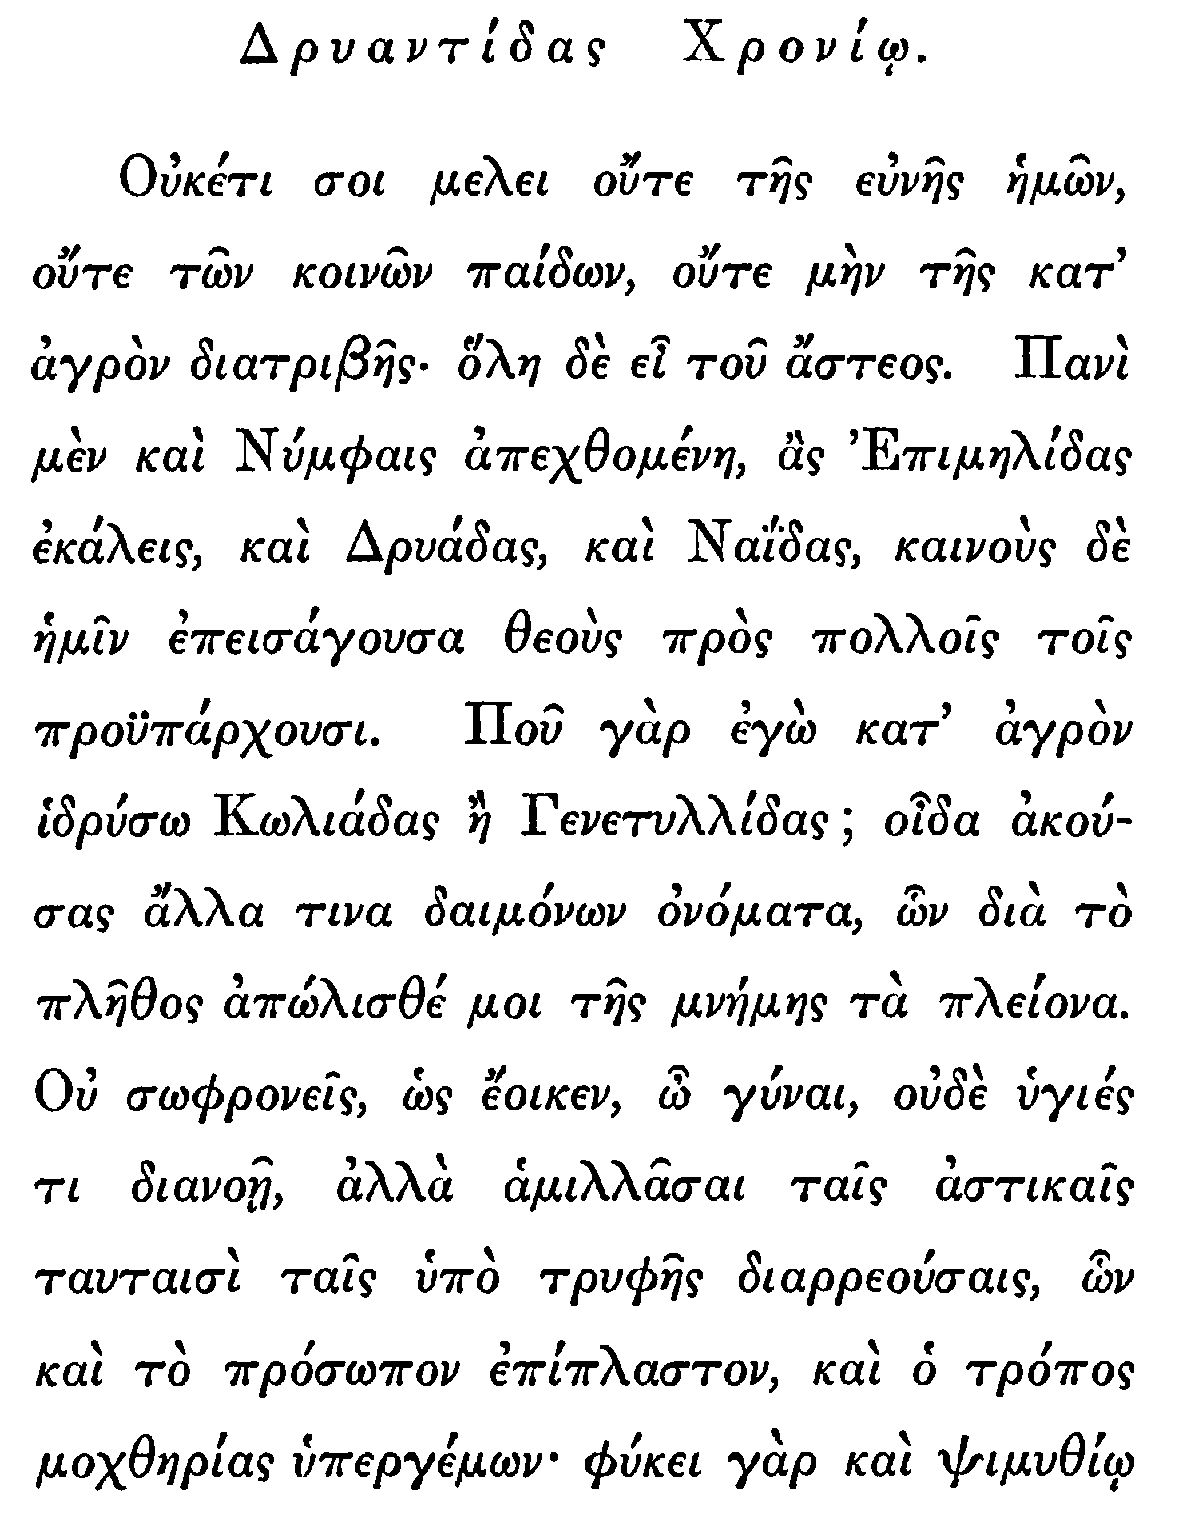 Δρυαντίδας Χρονίῳ.
Οὐκέτι σοι μελει οὔτε τῆς εὐνῆς ἡμῶν,
οὔτε τῶν κοινῶν παίδων, οὔτε μὴν τῆς κατ’
ἀγρὸν διατριβῆς· ὅλη δὲ εἶ τοῦ ἄστεος. Πανὶ
μὲν καὶ Νύμφαις ἀπεχθομένη, ἃς Ἐπιμηλίδας
ἐκάλεις, καὶ Δρυάδας, καὶ Ναΐδας, καινοὺς δὲ
ἡμῖν ἐπεισάγουσα θεοὺς πρὸς πολλοῖς τοῖς
προϋπάρχουσι. Ποῦ γὰρ ἐγὼ κατ’ ἀγρὸν
ἱδρύσω Κωλιάδας ἢ Γενετυλλίδας; οἶδα ἀκού-
σας ἄλλα τινα δαιμόνων ὀνόματα, ὧν διὰ τὸ
πλῆθος ἀπώλισθέ μοι τῆς μνήμης τὰ πλείονα.
Οὐ σωφρονεῖς, ὡς ἔοικεν, ὦ γύναι, οὐδὲ ὑγιές
τι διανοῇ, ἀλλὰ ἁμιλλᾶσαι ταῖς ἀστικαῖς
ταυταισὶ ταῖς ὑπὸ τρυφῆς διαρρεούσαις, ὧν
καὶ τὸ πρόσωπον ἐπίπλαστον, καὶ ὁ τρόπος
μοχθηρίας ὑπεργέμων· φύκει γὰρ καὶ ψιμυθίῳ